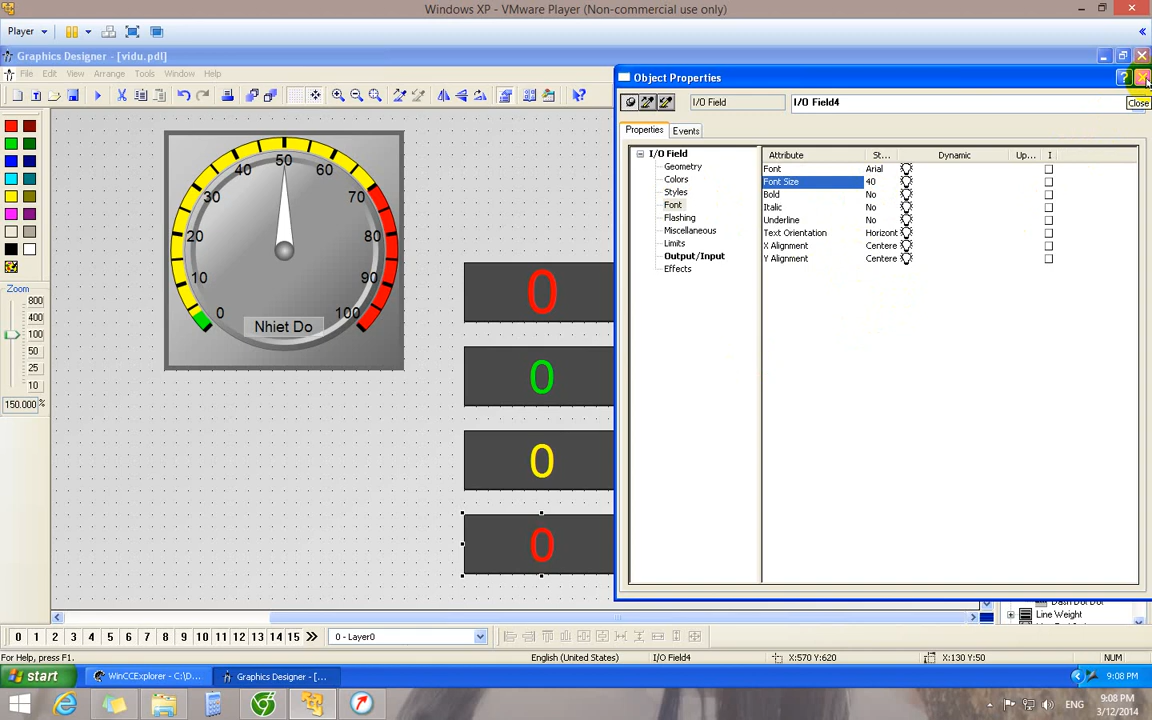 Windows XP - VMware Player (Non-commercial use only)
Player
Graphics Designer - [vidu.pdl]
File Edit View Arrange Tools Window Help
Object Properties
Close
I/O Field
I/O Field4
Properties Events
I/O Field
Geometry
Colors
Styles
Font
Flashing
Miscellaneous
Limits
Output/Input
Effects
Attribute St... Dynamic Up... I
Font Arial
Font Size 40
Bold No
Italic No
Underline No
Text Orientation Horizont
X Alignment Centere
Y Alignment Centere
Zoom
800
400
100
50
25
10
150.000 %
0 10 20 30 40 50 60 70 80 90 100
Nhiet Do
0
0
0
0
Line Weight
0 1 2 3 4 5 6 7 8 9 10 11 12 13 14 15
0 - Layer0
For Help, press F1.
English (United States)
I/O Field4
X:570 Y:620
X:130 Y:50
NUM
start
WinCCExplorer - C:\D...
Graphics Designer - [...
9:08 PM
ENG
9:08 PM
3/12/2014